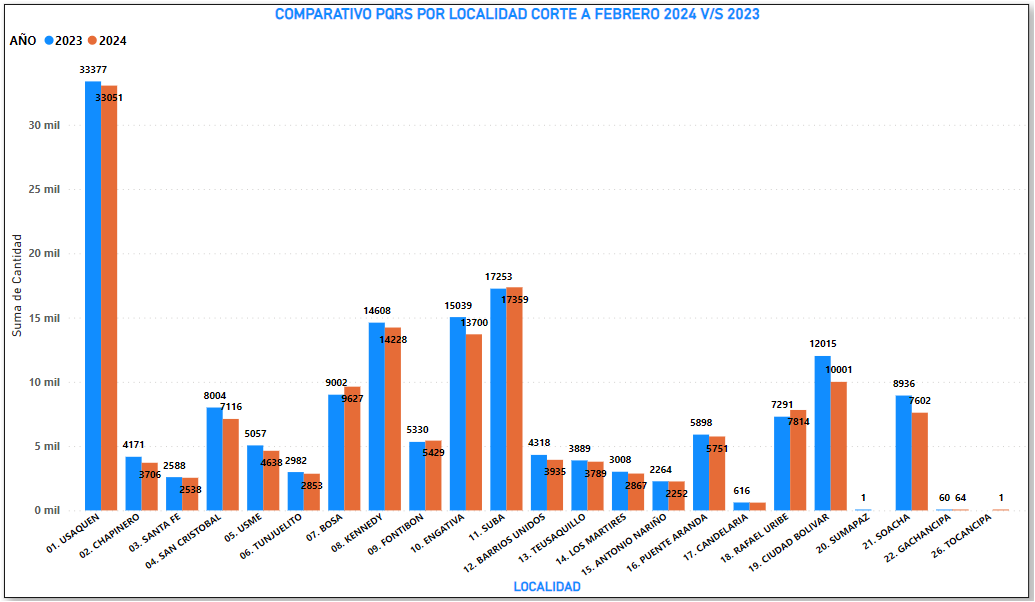 COMPARATIVO PQRS POR LOCALIDAD CORTE A FEBRERO 2024 V/S 2023
AÑO 2023 2024
Suma de Cantidad
30 mil
25 mil
20 mil
15 mil
10 mil
5 mil
0 mil
33377
33051
4171
3706
2588
2538
8004
7116
5057
4638
2982
2853
9002
9627
14608
14228
5330
5429
15039
13700
17253
17359
4318
3935
3889
3789
3008
2867
2264
2252
5898
5751
616
7291
7814
12015
10001
1
8936
7602
60
64
1
01. USAQUEN
02. CHAPINERO
03. SANTA FE
04. SAN CRISTOBAL
05. USME
06. TUNJUELITO
07. BOSA
08. KENNEDY
09. FONTIBON
10. ENGATIVA
11. SUBA
12. BARRIOS UNIDOS
13. TEUSAQUILLO
14. LOS MARTIRES
15. ANTONIO NARIÑO
16. PUENTE ARANDA
17. CANDELARIA
18. RAFAEL URIBE
19. CIUDAD BOLIVAR
20. SUMAPAZ
21. SOACHA
22. GACHANCIPA
26. TOCANCIPA
LOCALIDAD